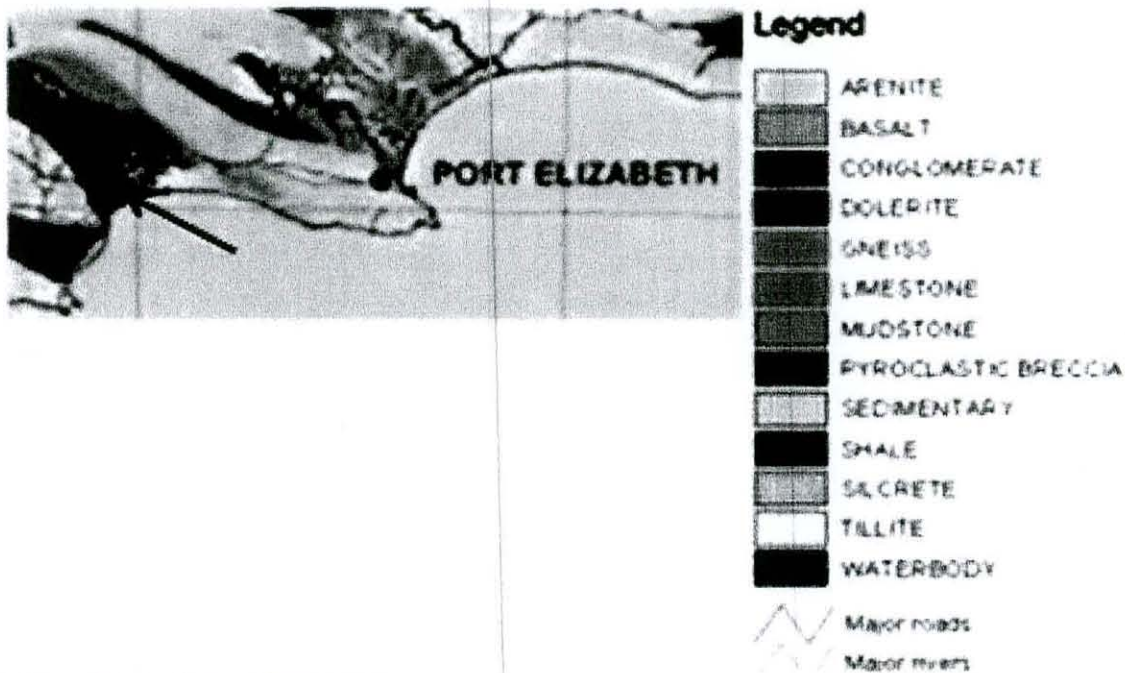 PORT ELIZABETH
Legend
ARENITE
BASALT
CONGLOMERATE
DOLERITE
GNEISS
LIMESTONE
MUDSTONE
PYROCLASTIC BRECCIA
SEDIMENTARY
SHALE
SILCRETE
TILLITE
WATERBODY
Major roads
Major rivers